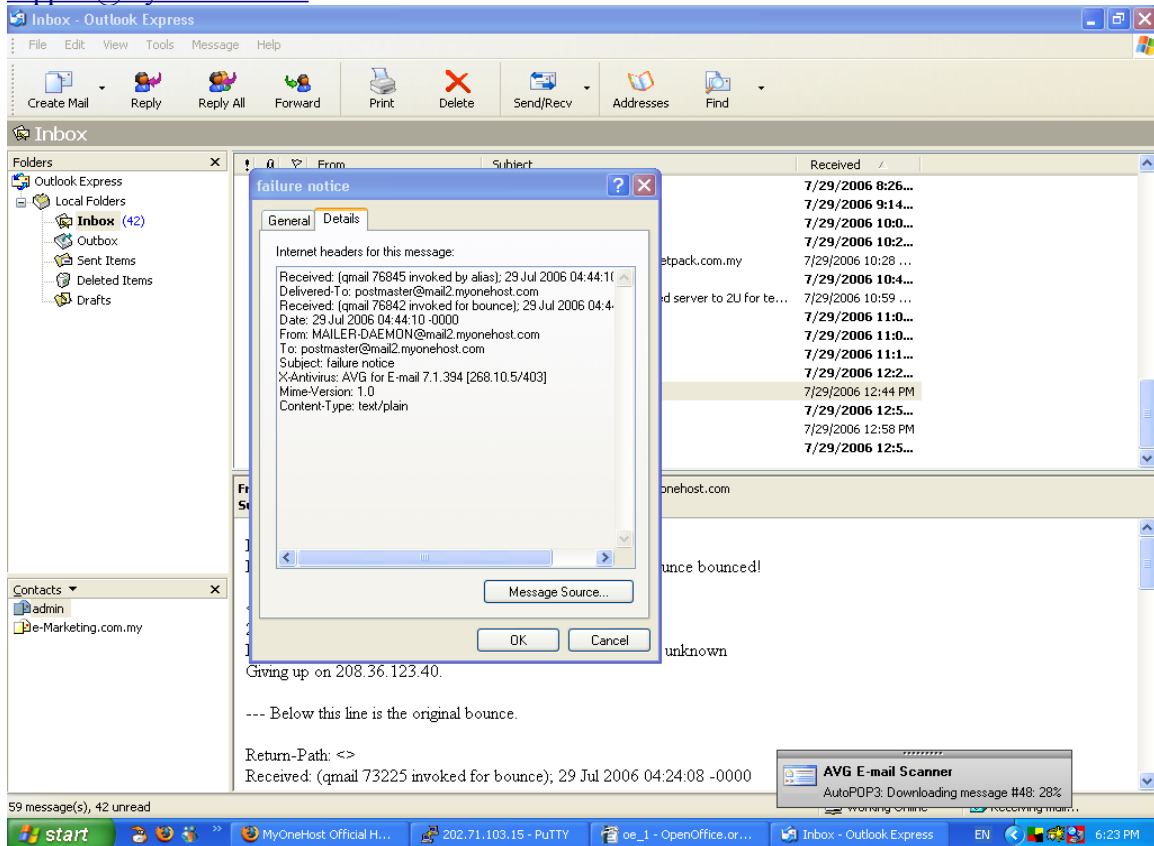 Inbox - Outlook Express
File Edit View Tools Message Help
Create Mail Reply Reply All Forward Print Delete Send/Recv Addresses Find
Inbox
Folders
Outlook Express
Local Folders
Inbox (42)
Outbox
Sent Items
Deleted Items
Drafts
! From Subject Received
7/29/2006 8:26...
7/29/2006 9:14...
7/29/2006 10:0...
7/29/2006 10:2...
etpack.com.my 7/29/2006 10:28 ...
7/29/2006 10:4...
ed server to 2U for te... 7/29/2006 10:59 ...
7/29/2006 11:0...
7/29/2006 11:0...
7/29/2006 11:1...
7/29/2006 12:2...
7/29/2006 12:44 PM
7/29/2006 12:5...
7/29/2006 12:58 PM
7/29/2006 12:5...
failure notice
General Details
Internet headers for this message:
Received: (qmail 76845 invoked by alias); 29 Jul 2006 04:44:1
Delivered-To: postmaster@mail2.myonehost.com
Received: (qmail 76842 invoked for bounce); 29 Jul 2006 04:4
Date: 29 Jul 2006 04:44:10 -0000
From: MAILER-DAEMON@mail2.myonehost.com
To: postmaster@mail2.myonehost.com
Subject: failure notice
X-Antivirus: AVG for E-mail 7.1.394 [268.10.5/403]
Mime-Version: 1.0
Content-Type: text/plain
Message Source...
OK Cancel
onehost.com
unce bounced!
unknown
Giving up on 208.36.123.40.
--- Below this line is the original bounce.
Return-Path: <>
Received: (qmail 73225 invoked for bounce); 29 Jul 2006 04:24:08 -0000
Contacts
admin
e-Marketing.com.my
AVG E-mail Scanner
AutoPOP3: Downloading message #48: 28%
59 message(s), 42 unread
Working Online Receiving mail...
start MyOneHost Official H... 202.71.103.15 - PuTTY oe_1 - OpenOffice.or... Inbox - Outlook Express EN 6:23 PM